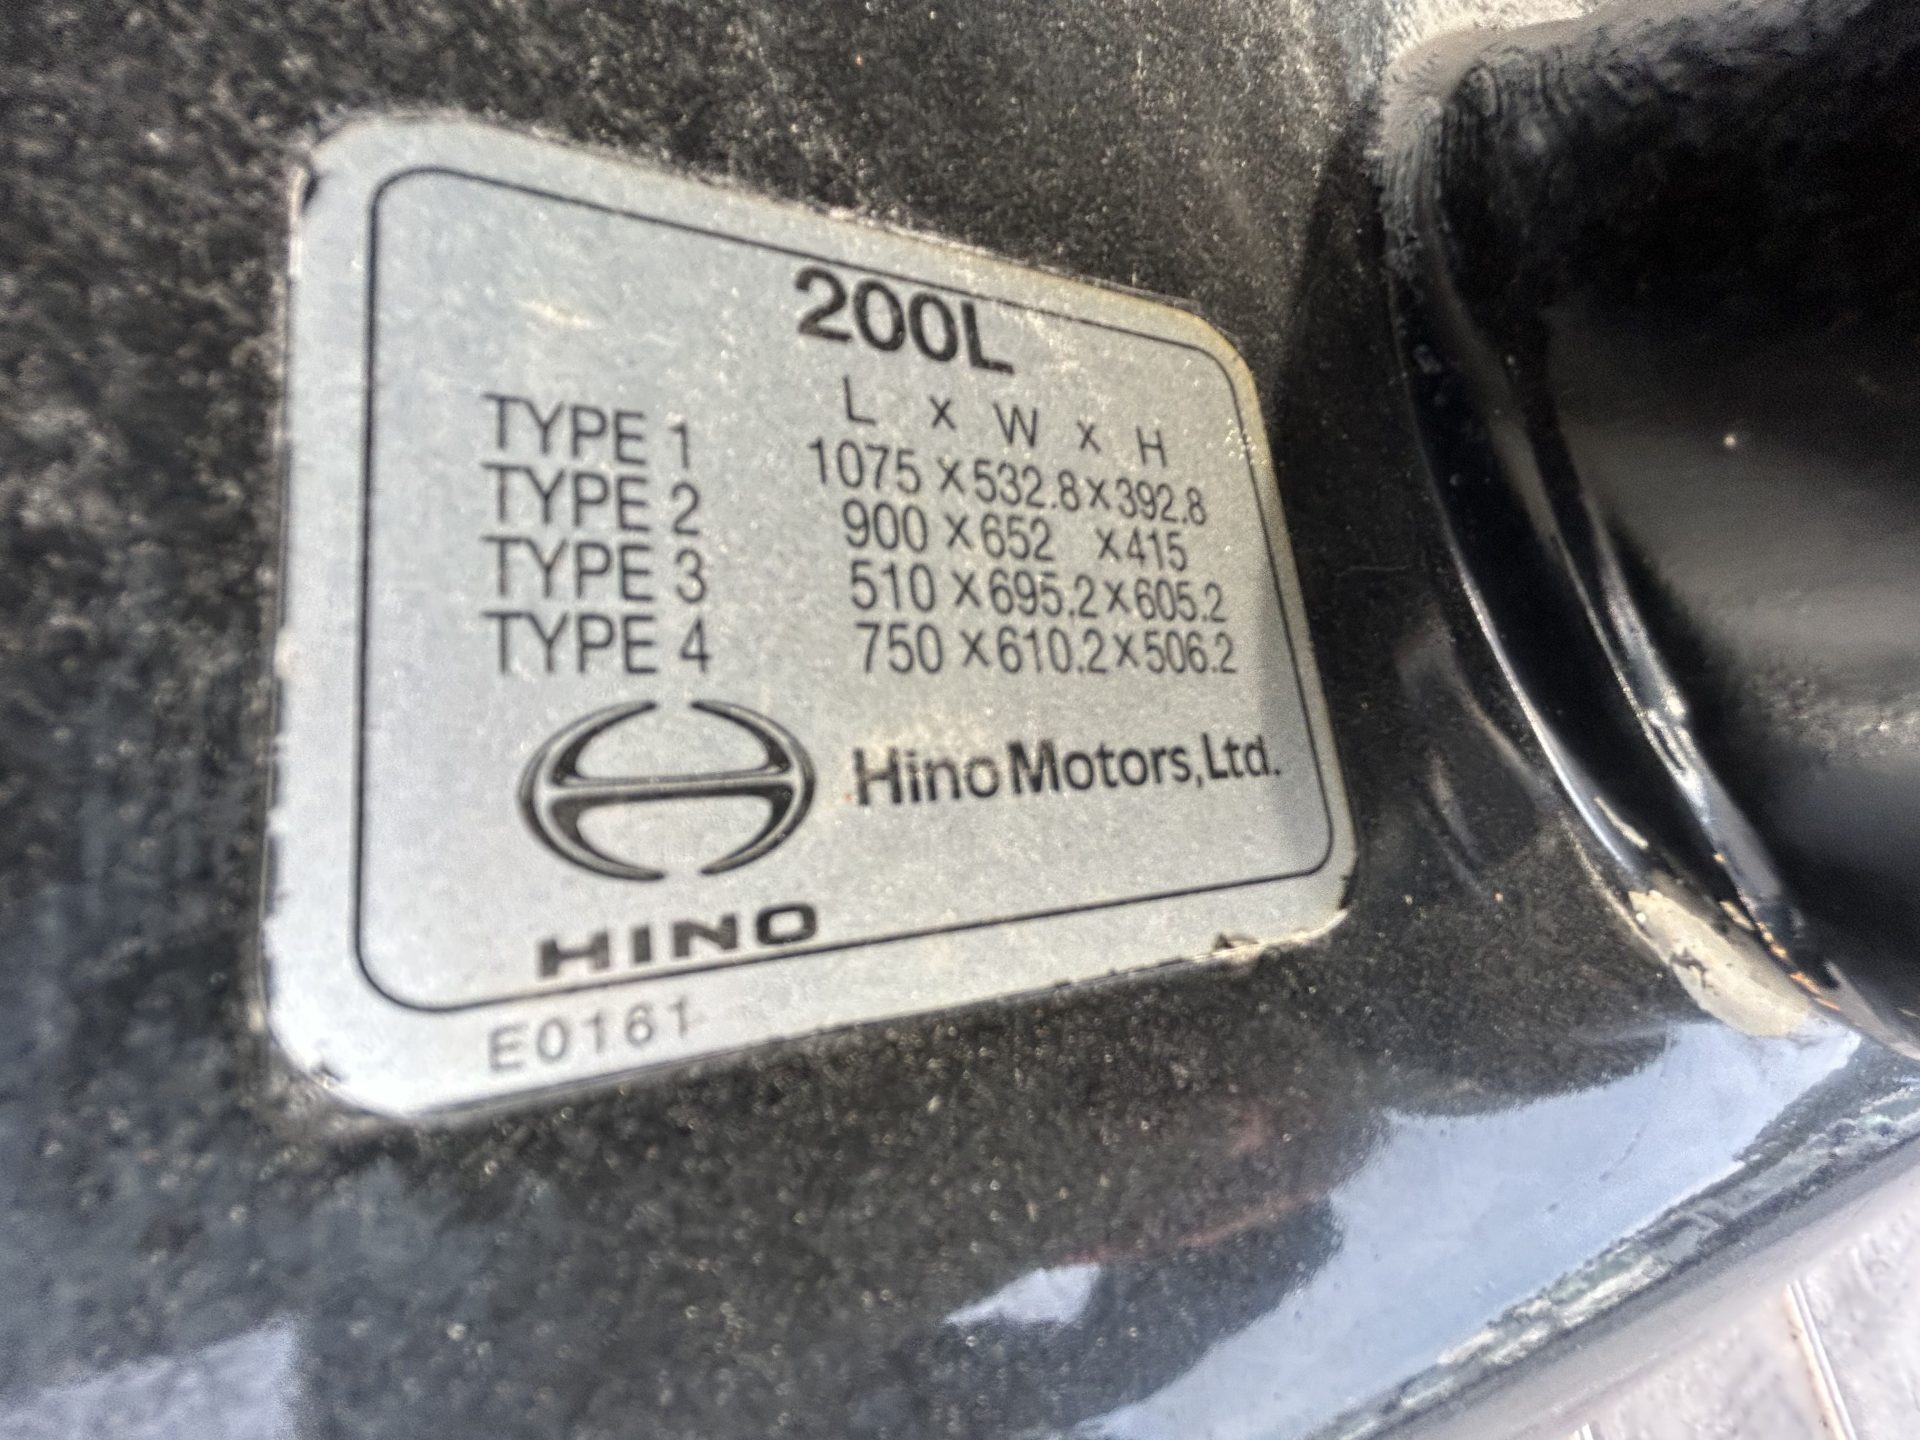 200L
L x W x H
TYPE 1 1075 x 532.8 x 392.8
TYPE 2 900 x 652 x 415
TYPE 3 510 x 695.2 x 605.2
TYPE 4 750 x 610.2 x 506.2
Hino Motors, Ltd.
HINO
E0161